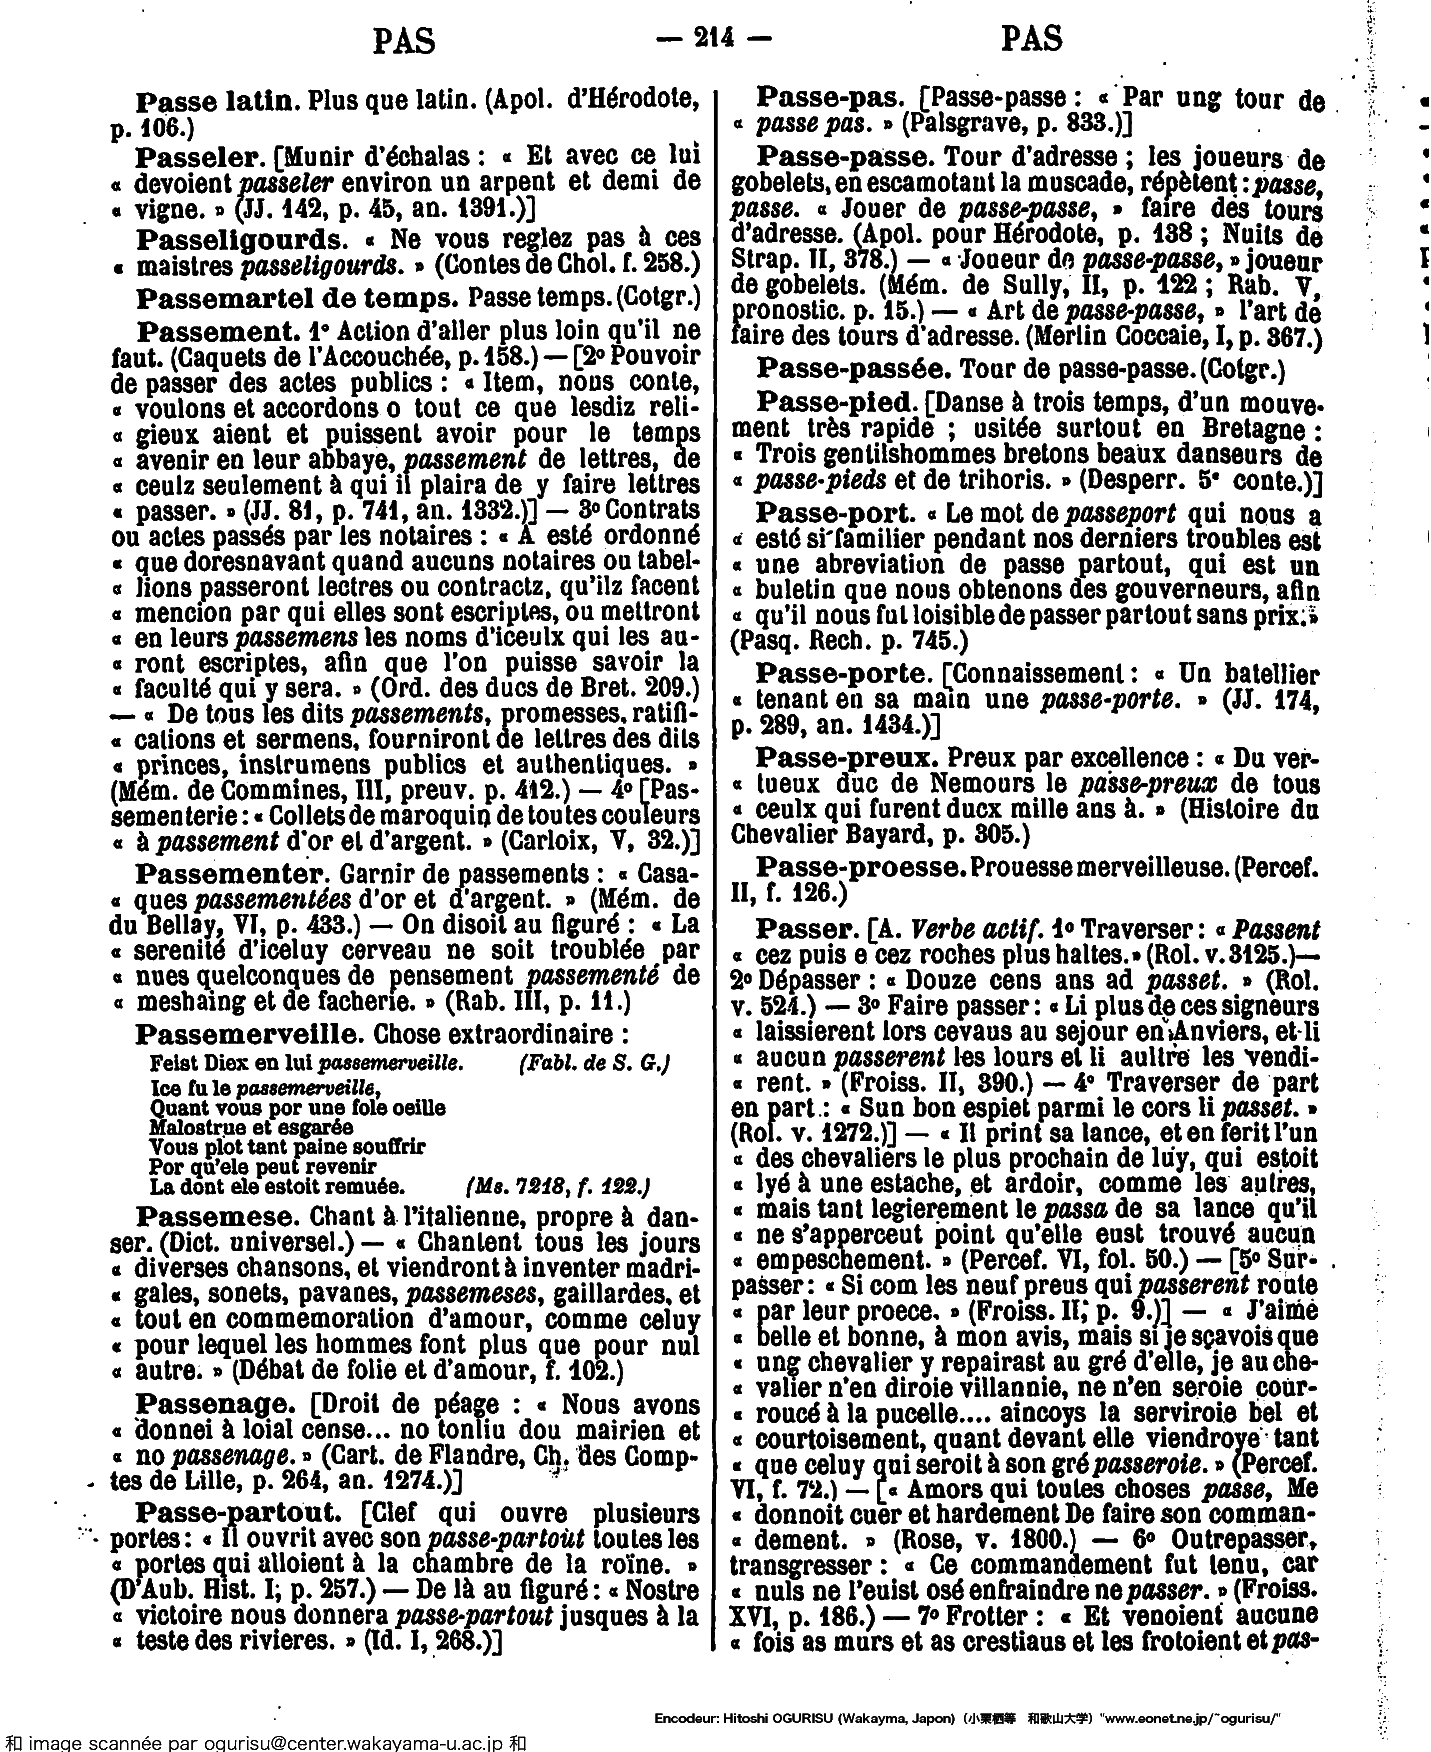 PAS — 214 — PAS
Passe latin. Plus que latin. (Apol. d'Hérodote,
p. 106.)
Passeler. [Munir d'échalas : « Et avec ce lui
« devoient passeler environ un arpent et demi de
« vigne. » (JJ. 142, p. 45, an. 1391.)]
Passeligourds. « Ne vous reglez pas à ces
« maistres passeligourds. » (Contes de Chol. f. 258.)
Passemartel de temps. Passe temps. (Cotgr.)
Passement. 1° Action d'aller plus loin qu'il ne
faut. (Caquets de l'Accouchée, p. 158.) — [2° Pouvoir
de passer des actes publics : « Item, nous conte,
« voulons et accordons o tout ce que lesdiz reli-
« gieux aient et puissent avoir pour le temps
« avenir en leur abbaye, passement de lettres, de
« ceulz seulement à qui il plaira de y faire lettres
« passer. » (JJ. 81, p. 741, an. 1332.)] — 3° Contrats
ou actes passés par les notaires : « A esté ordonné
« que doresnavant quand aucuns notaires ou tabel-
« lions passeront lectres ou contractz, qu'ilz facent
« mencion par qui elles sont escriptes, ou mettront
« en leurs passemens les noms d'iceulx qui les au-
« ront escriptes, afin que l'on puisse savoir la
« faculté qui y sera. » (Ord. des ducs de Bret. 209.)
— « De tous les dits passements, promesses, ratifi-
« cations et sermens, fourniront de lettres des dits
« princes, instrumens publics et authentiques. »
(Mém. de Commines, III, preuv. p. 412.) — 4° [Pas-
sementerie : « Collets de maroquin de toutes couleurs
« à passement d'or et d'argent. » (Carloix, V, 32.)]
Passementer. Garnir de passements : « Casa-
« ques passementées d'or et d'argent. » (Mém. de
du Bellay, VI, p. 433.) — On disoit au figuré : « La
« serenité d'iceluy cerveau ne soit troublée par
« nues quelconques de pensement passementé de
« meshaing et de facherie. » (Rab. III, p. 11.)
Passemerveille. Chose extraordinaire :
Feist Diex en lui passemerveille. (Fabl. de S. G.)
Ice fu le passemerveille,
Quant vous por une fole oeille
Malostrue et esgarée
Vous plot tant paine souffrir
Por qu'ele peut revenir
La dont ele estoit remuée. (Ms. 7218, f. 122.)
Passemese. Chant à l'italienne, propre à dan-
ser. (Dict. universel.) — « Chantent tous les jours
« diverses chansons, et viendront à inventer madri-
« gales, sonets, pavanes, passemeses, gaillardes, et
« tout en commemoration d'amour, comme celuy
« pour lequel les hommes font plus que pour nul
« autre. » (Débat de folie et d'amour, f. 102.)
Passenage. [Droit de péage : « Nous avons
« donnei à loial cense... no tonliu dou mairien et
« no passenage. » (Cart. de Flandre, Ch. des Comp-
tes de Lille, p. 264, an. 1274.)]
Passe-partout. [Clef qui ouvre plusieurs
portes : « Il ouvrit avec son passe-partout toutes les
« portes qui alloient à la chambre de la roïne. »
(D'Aub. Hist. I, p. 257.) — De là au figuré : « Nostre
« victoire nous donnera passe-partout jusques à la
« teste des rivieres. » (Id. I, 268.)]
Passe-pas. [Passe-passe : « Par ung tour de
« passe pas. » (Palsgrave, p. 833.)]
Passe-passe. Tour d'adresse ; les joueurs de
gobelets, en escamotant la muscade, répètent : passe,
passe. « Jouer de passe-passe, » faire des tours
d'adresse. (Apol. pour Hérodote, p. 138 ; Nuits de
Strap. II, 378.) — « Joueur de passe-passe, » joueur
de gobelets. (Mém. de Sully, II, p. 122 ; Rab. V,
pronostic. p. 15.) — « Art de passe-passe, » l'art de
faire des tours d'adresse. (Merlin Coccaie, I, p. 367.)
Passe-passée. Tour de passe-passe. (Cotgr.)
Passe-pied. [Danse à trois temps, d'un mouve-
ment très rapide ; usitée surtout en Bretagne :
« Trois gentilshommes bretons beaux danseurs de
« passe-pieds et de trihoris. » (Desperr. 5° conte.)]
Passe-port. « Le mot de passeport qui nous a
« esté si familier pendant nos derniers troubles est
« une abreviation de passe partout, qui est un
« buletin que nous obtenons des gouverneurs, afin
« qu'il nous fut loisible de passer partout sans prix. »
(Pasq. Rech. p. 745.)
Passe-porte. [Connaissement : « Un batellier
« tenant en sa main une passe-porte. » (JJ. 174,
p. 289, an. 1434.)]
Passe-preux. Preux par excellence : « Du ver-
« tueux duc de Nemours le passe-preux de tous
« ceulx qui furent ducx mille ans à. » (Histoire du
Chevalier Bayard, p. 305.)
Passe-proesse. Prouesse merveilleuse. (Percef.
II, f. 126.)
Passer. [A. Verbe actif. 1° Traverser : « Passent
« cez puis e cez roches plus haltes. » (Rol. v. 3125.) —
2° Dépasser : « Douze cens ans ad passet. » (Rol.
v. 524.) — 3° Faire passer : « Li plus de ces signeurs
« laissierent lors cevaus au sejour en Anviers, et li
« aucun passerent les lours et li aultre les vendi-
« rent. » (Froiss. II, 390.) — 4° Traverser de part
en part : « Sun bon espiet parmi le cors li passet. »
(Rol. v. 1272.)] — « Il print sa lance, et en ferit l'un
« des chevaliers le plus prochain de luy, qui estoit
« lyé à une estache, et ardoir, comme les autres,
« mais tant legierement le passa de sa lance qu'il
« ne s'apperceut point qu'elle eust trouvé aucun
« empeschement. » (Percef. VI, fol. 50.) — [5° Sur-
passer : « Si com les neuf preus qui passerent route
« par leur proece. » (Froiss. II, p. 9.)] — « J'aime
« belle et bonne, à mon avis, mais si je sçavois que
« ung chevalier y repairast au gré d'elle, je au che-
« valier n'en diroie villannie, ne n'en seroie cour-
« roucé à la pucelle.... aincoys la serviroie bel et
« courtoisement, quant devant elle viendroye tant
« que celuy qui seroit à son gré passeroie. » (Percef.
VI, f. 72.) — [« Amors qui toutes choses passe, Me
« donnoit cuer et hardement De faire son comman-
« dement. » (Rose, v. 1800.) — 6° Outrepasser,
transgresser : « Ce commandement fut tenu, car
« nuls ne l'euist osé enfraindre ne passer. » (Froiss.
XVI, p. 186.) — 7° Frotter : « Et venoient aucune
« fois as murs et as crestiaus et les frotoient et pas-
Encodeur: Hitoshi OGURISU (Wakayma, Japon) (小栗栖等 和歌山大学) "www.eonet.ne.jp/~ogurisu/"
和 image scannée par ogurisu@center.wakayama-u.ac.jp 和